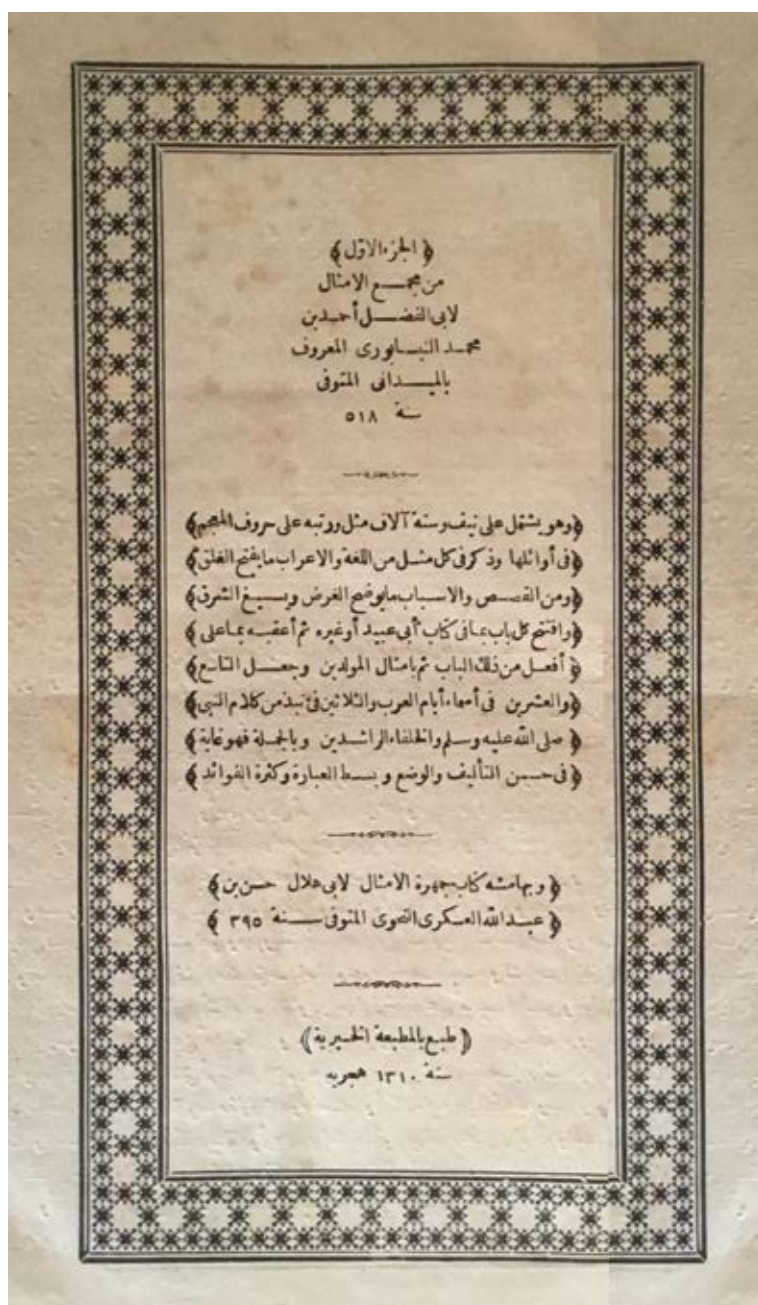 ﴿الجزء الاوّل﴾
من مجمع الامثال
لابى الفضل أحمد بن
محمد النيسابورى المعروف
بالميدانى المتوفى
سنة ٥١٨
﴿وهو يشتمل على نيف وستة آلاف مثل ورتبه على حروف المعجم﴾
﴿فى أوائلها وذكر فى كل مثل من اللغة والاعراب ما يفتح الغلق﴾
﴿ومن القصص والاسباب ما يوضح الغرض ويسيغ الشرق﴾
﴿وافتتح كل باب بما فى كتاب أبى عبيد أو غيره ثم أعقبه بما على﴾
﴿أفعل من ذلك الباب ثم بامثال المولدين وجعل التاسع﴾
﴿والعشرين فى أسماء أيام العرب والثلاثين فى نبذ من كلام النبى﴾
﴿صلى الله عليه وسلم والخلفاء الراشدين وبالجملة فهو غاية﴾
﴿فى حسن التأليف والوضع وبسط العبارة وكثرة الفوائد﴾
﴿وبهامشه كتاب جمهرة الامثال لابى هلال حسن بن﴾
﴿عبد الله العسكرى النحوى المتوفى سنة ٣٩٥﴾
﴿طبع بالمطبعة الخيرية﴾
سنة ١٣١٠ هجريه